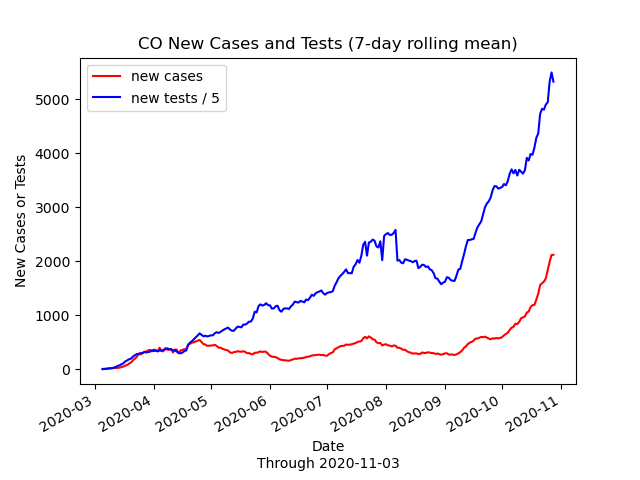 CO New Cases and Tests (7-day rolling mean)
new cases
new tests / 5
New Cases or Tests
5000
4000
3000
2000
1000
0
2020-03
2020-04
2020-05
2020-06
2020-07
2020-08
2020-09
2020-10
2020-11
Date
Through 2020-11-03